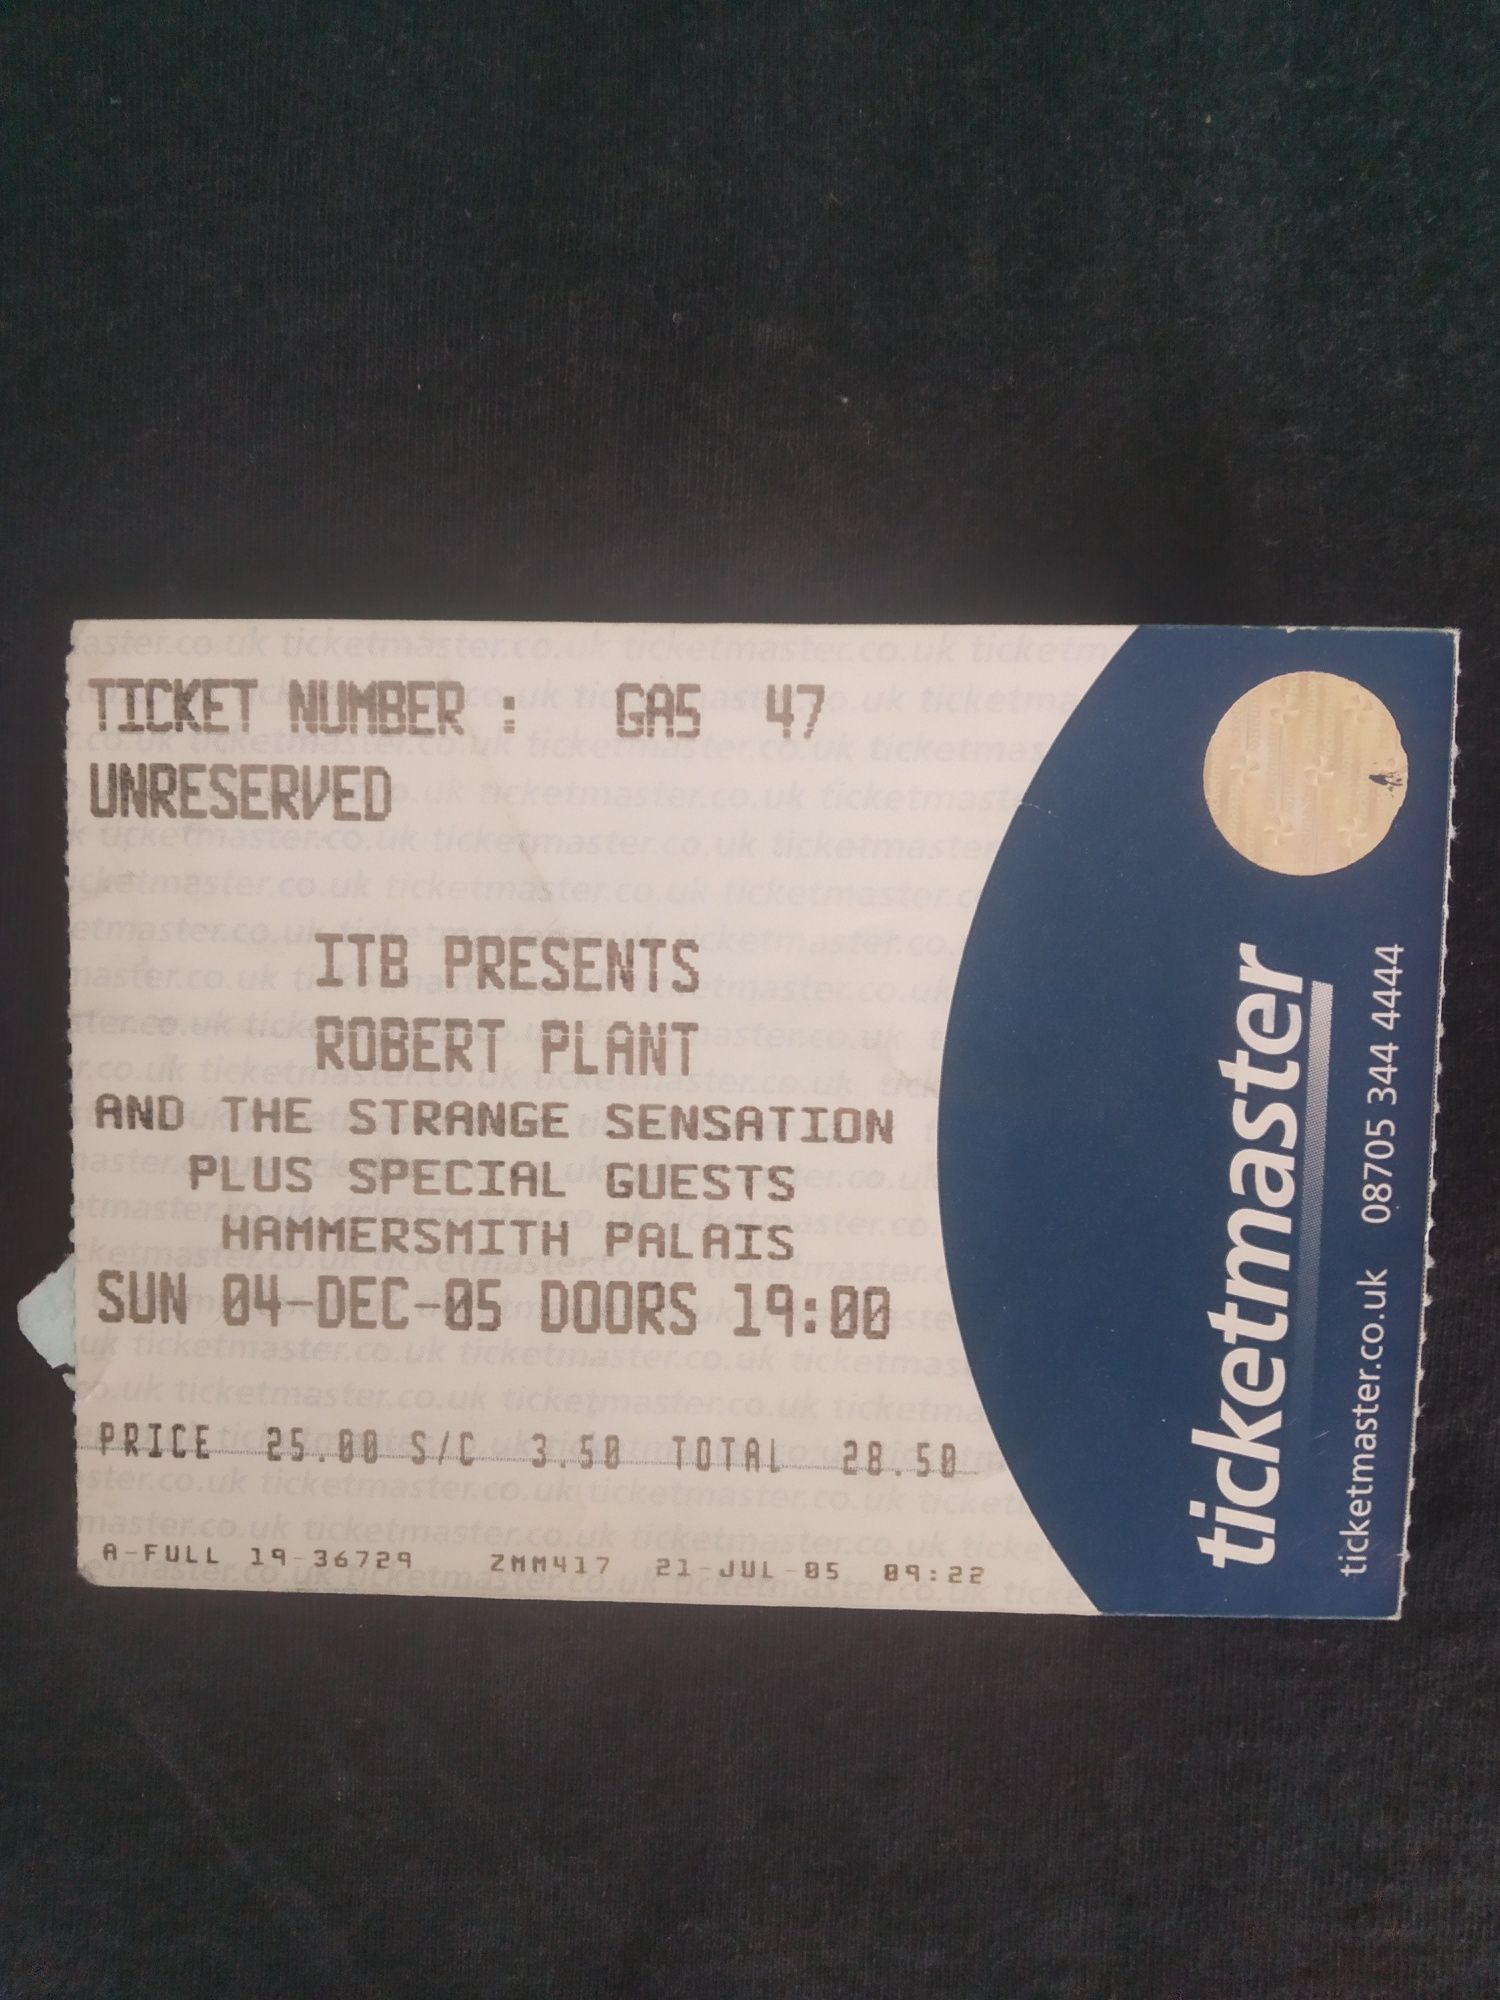 TICKET NUMBER : GA5 47
UNRESERVED
ITB PRESENTS
ROBERT PLANT
AND THE STRANGE SENSATION
PLUS SPECIAL GUESTS
HAMMERSMITH PALAIS
SUN 04-DEC-05 DOORS 19:00
PRICE 25.00 S/C 3.50 TOTAL 28.50
A-FULL 19-36729 ZMM417 21-JUL-05 09:22
ticketmaster
ticketmaster.co.uk 08705 344 4444